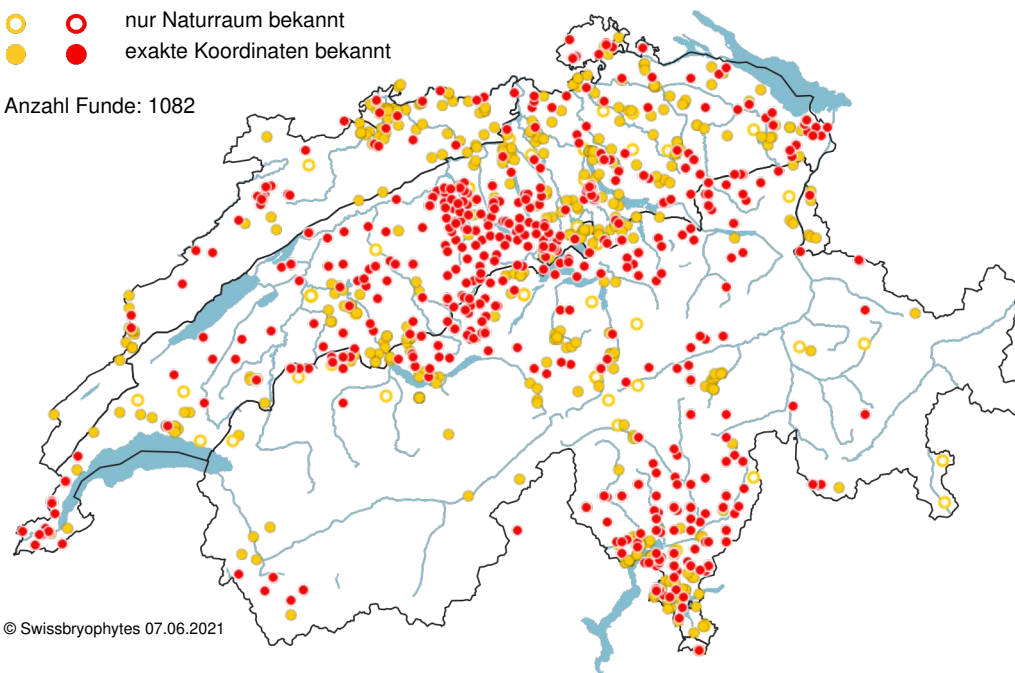 nur Naturraum bekannt
exakte Koordinaten bekannt
Anzahl Funde: 1082
© Swissbryophytes 07.06.2021